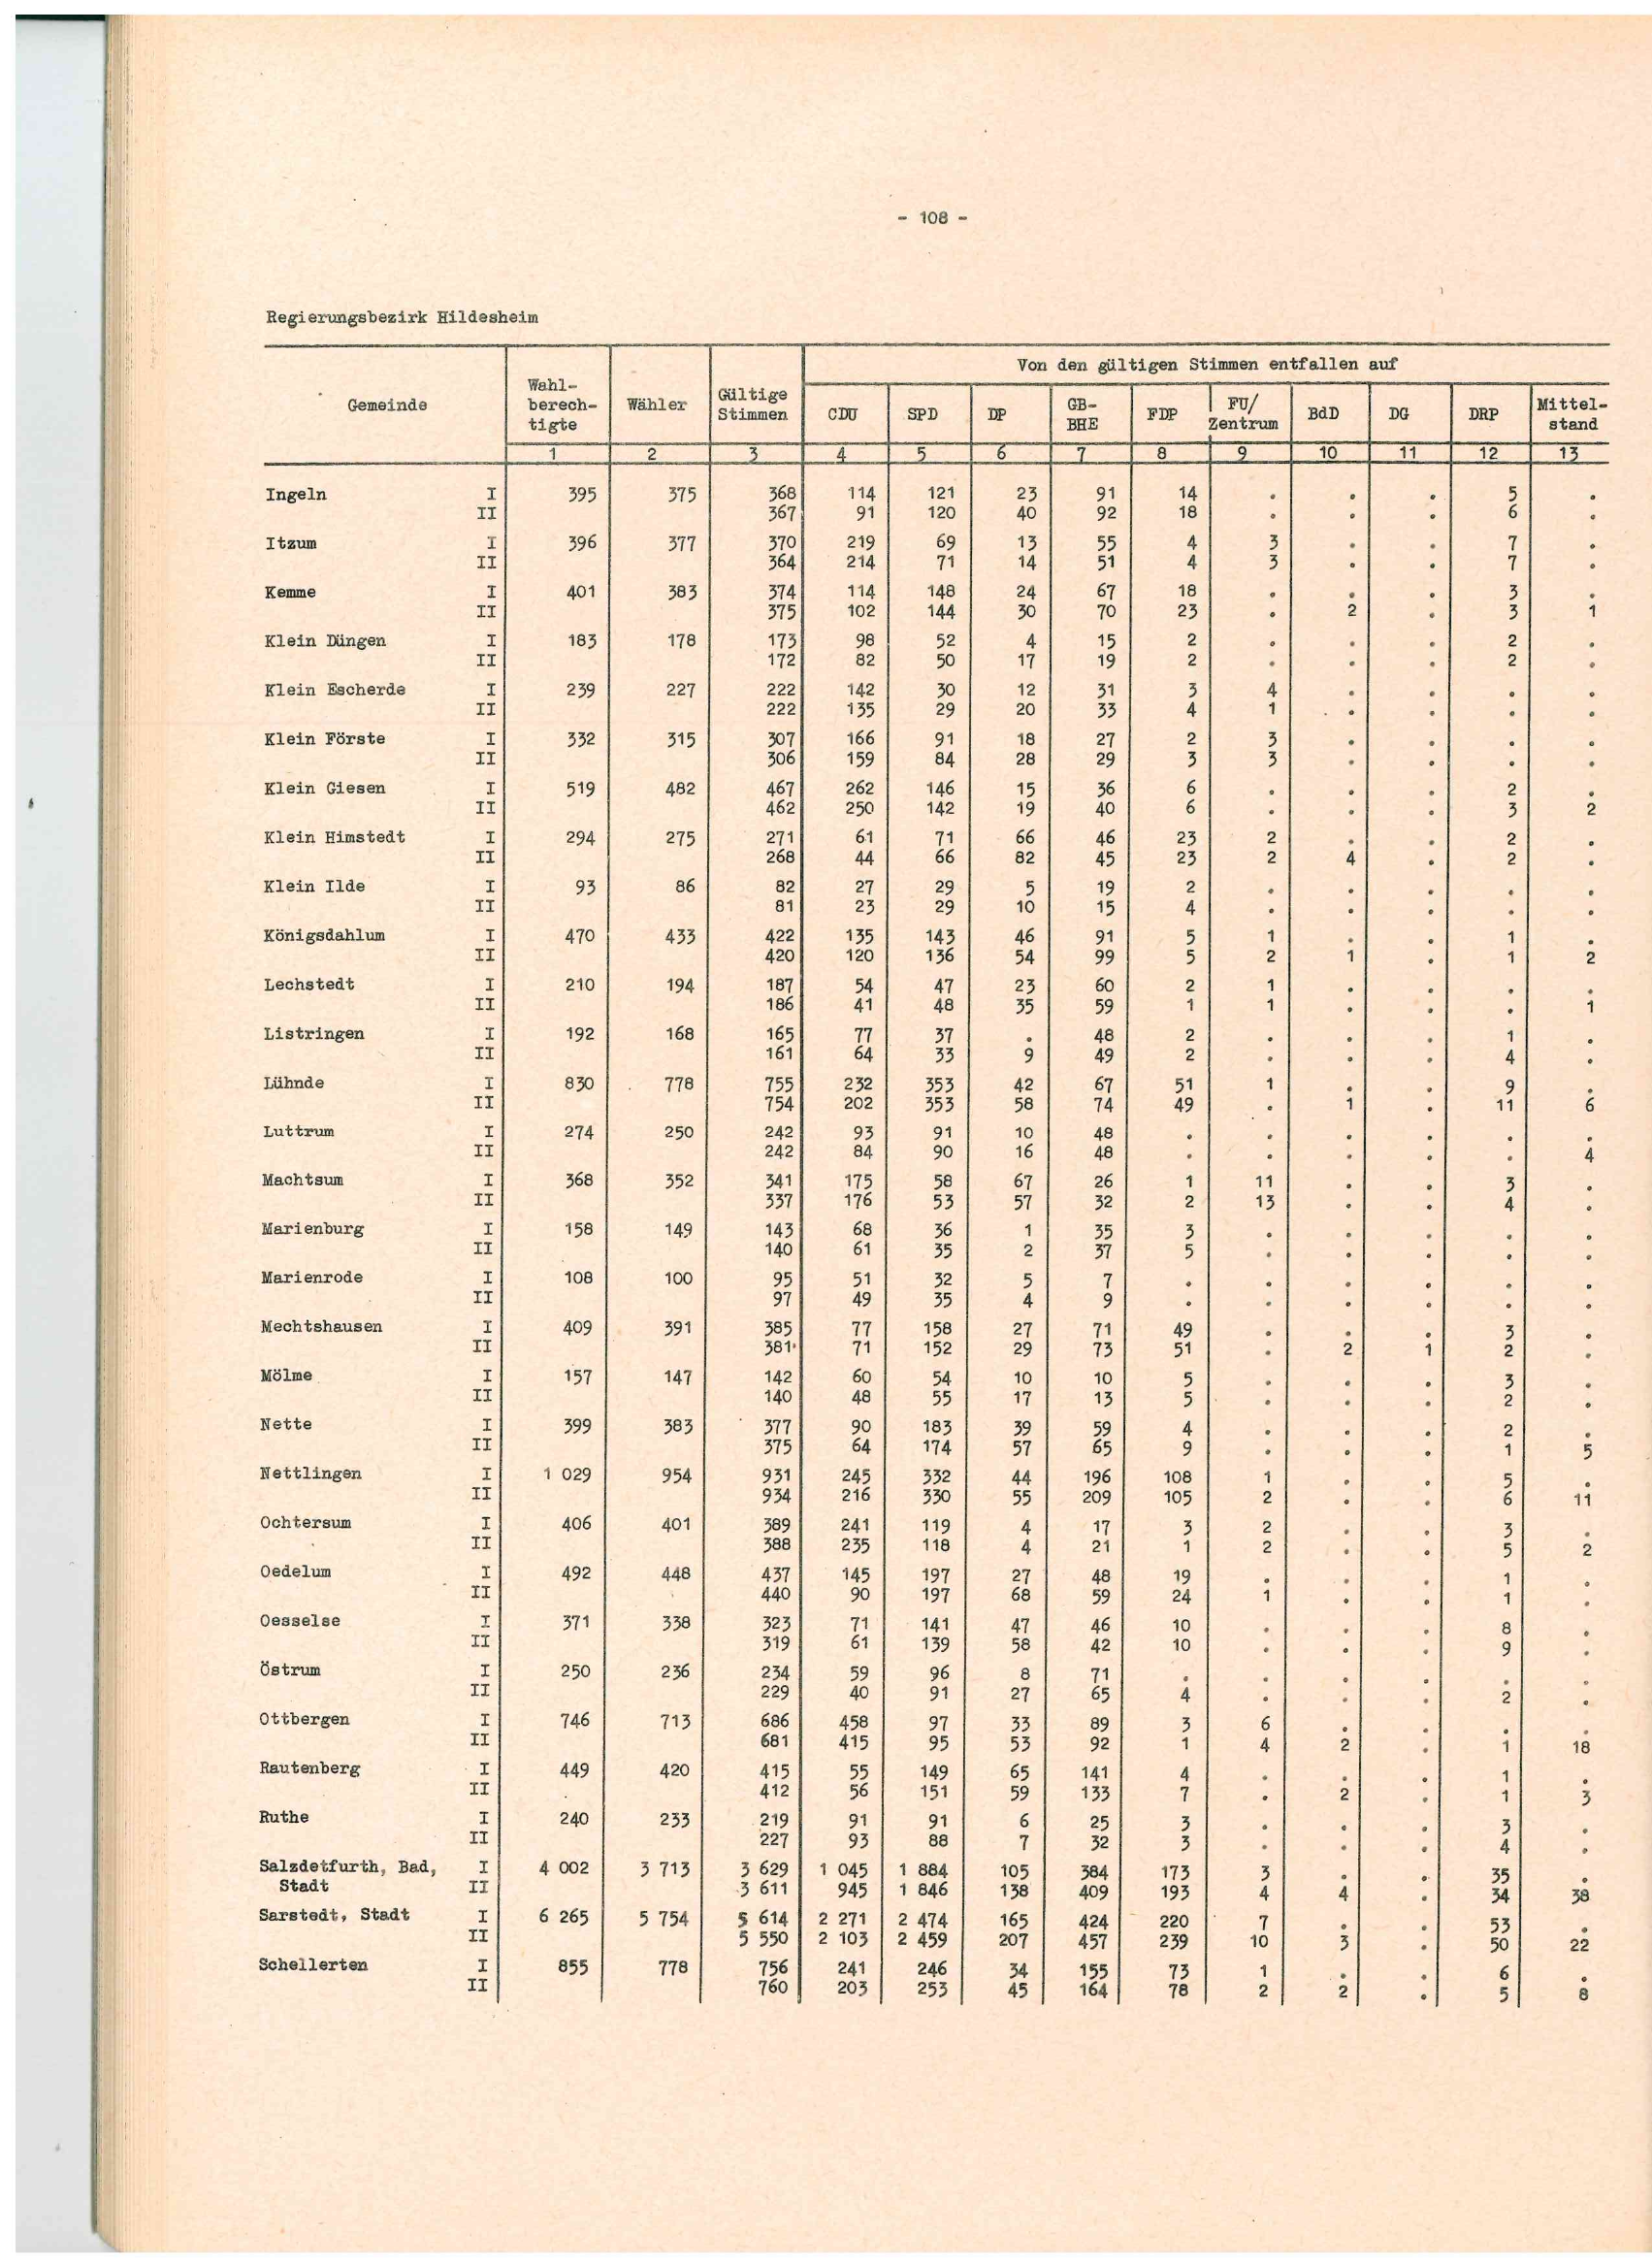 - 108 -
Regierungsbezirk Hildesheim
Gemeinde Wahl- berech- tigte Wähler Gültige Stimmen Von den gültigen Stimmen entfallen auf
CDU SPD DP GB- BHE FDP FU/ Zentrum BdD DG DRP Mittel- stand
1 2 3 4 5 6 7 8 9 10 11 12 13
Ingeln I 395 375 368 114 121 23 91 14 . . . 5 .
II 367 91 120 40 92 18 . . . 6 .
Itzum I 396 377 370 219 69 13 55 4 3 . . 7 .
II 364 214 71 14 51 4 3 . . 7 .
Kemme I 401 383 374 114 148 24 67 18 . . . 3 .
II 375 102 144 30 70 23 . 2 . 3 1
Klein Düngen I 183 178 173 98 52 4 15 2 . . . 2 .
II 172 82 50 17 19 2 . . . 2 .
Klein Escherde I 239 227 222 142 30 12 31 3 4 . . . .
II 222 135 29 20 33 4 1 . . . .
Klein Förste I 332 315 307 166 91 18 27 2 3 . . . .
II 306 159 84 28 29 3 3 . . . .
Klein Giesen I 519 482 467 262 146 15 36 6 . . . 2 .
II 462 250 142 19 40 6 . . . 3 2
Klein Himstedt I 294 275 271 61 71 66 46 23 2 . . 2 .
II 268 44 66 82 45 23 2 4 . 2 .
Klein Ilde I 93 86 82 27 29 5 19 2 . . . . .
II 81 23 29 10 15 4 . . . . .
Königsdahlum I 470 433 422 135 143 46 91 5 1 . . 1 .
II 420 120 136 54 99 5 2 1 . 1 2
Lechstedt I 210 194 187 54 47 23 60 2 1 . . . .
II 186 41 48 35 59 1 1 . . . 1
Listringen I 192 168 165 77 37 . 48 2 . . . 1 .
II 161 64 33 9 49 2 . . . 4 .
Lühnde I 830 778 755 232 353 42 67 51 1 . . 9 .
II 754 202 353 58 74 49 . 1 . 11 6
Luttrum I 274 250 242 93 91 10 48 . . . . . .
II 242 84 90 16 48 . . . . . 4
Machtsum I 368 352 341 175 58 67 26 1 11 . . 3 .
II 337 176 53 57 32 2 13 . . 4 .
Marienburg I 158 149 143 68 36 1 35 3 . . . . .
II 140 61 35 2 37 5 . . . . .
Marienrode I 108 100 95 51 32 5 7 . . . . . .
II 97 49 35 4 9 . . . . . .
Mechtshausen I 409 391 385 77 158 27 71 49 . . . 3 .
II 381 71 152 29 73 51 . 2 1 2 .
Mölme I 157 147 142 60 54 10 10 5 . . . 3 .
II 140 48 55 17 13 5 . . . 2 .
Nette I 399 383 377 90 183 39 59 4 . . . 2 .
II 375 64 174 57 65 9 . . . 1 5
Nettlingen I 1 029 954 931 245 332 44 196 108 1 . . 5 .
II 934 216 330 55 209 105 2 . . 6 11
Ochtersum I 406 401 389 241 119 4 17 3 2 . . 3 .
II 388 235 118 4 21 1 2 . . 5 2
Oedelum I 492 448 437 145 197 27 48 19 . . . 1 .
II 440 90 197 68 59 24 1 . . 1 .
Oesselse I 371 338 323 71 141 47 46 10 . . . 8 .
II 319 61 139 58 42 10 . . . 9 .
Östrum I 250 236 234 59 96 8 71 . . . . . .
II 229 40 91 27 65 4 . . . 2 .
Ottbergen I 746 713 686 458 97 33 89 3 6 . . . .
II 681 415 95 53 92 1 4 2 . 1 18
Rautenberg I 449 420 415 55 149 65 141 4 . . . 1 .
II 412 56 151 59 133 7 . 2 . 1 3
Ruthe I 240 233 219 91 91 6 25 3 . . . 3 .
II 227 93 88 7 32 3 . . . 4 .
Salzdetfurth, Bad, I 4 002 3 713 3 629 1 045 1 884 105 384 173 3 . . 35 .
Stadt II 3 611 945 1 846 138 409 193 4 4 . 34 38
Sarstedt, Stadt I 6 265 5 754 5 614 2 271 2 474 165 424 220 7 . . 53 .
II 5 550 2 103 2 459 207 457 239 10 3 . 50 22
Schellerten I 855 778 756 241 246 34 155 73 1 . . 6 .
II 760 203 253 45 164 78 2 2 . 5 8